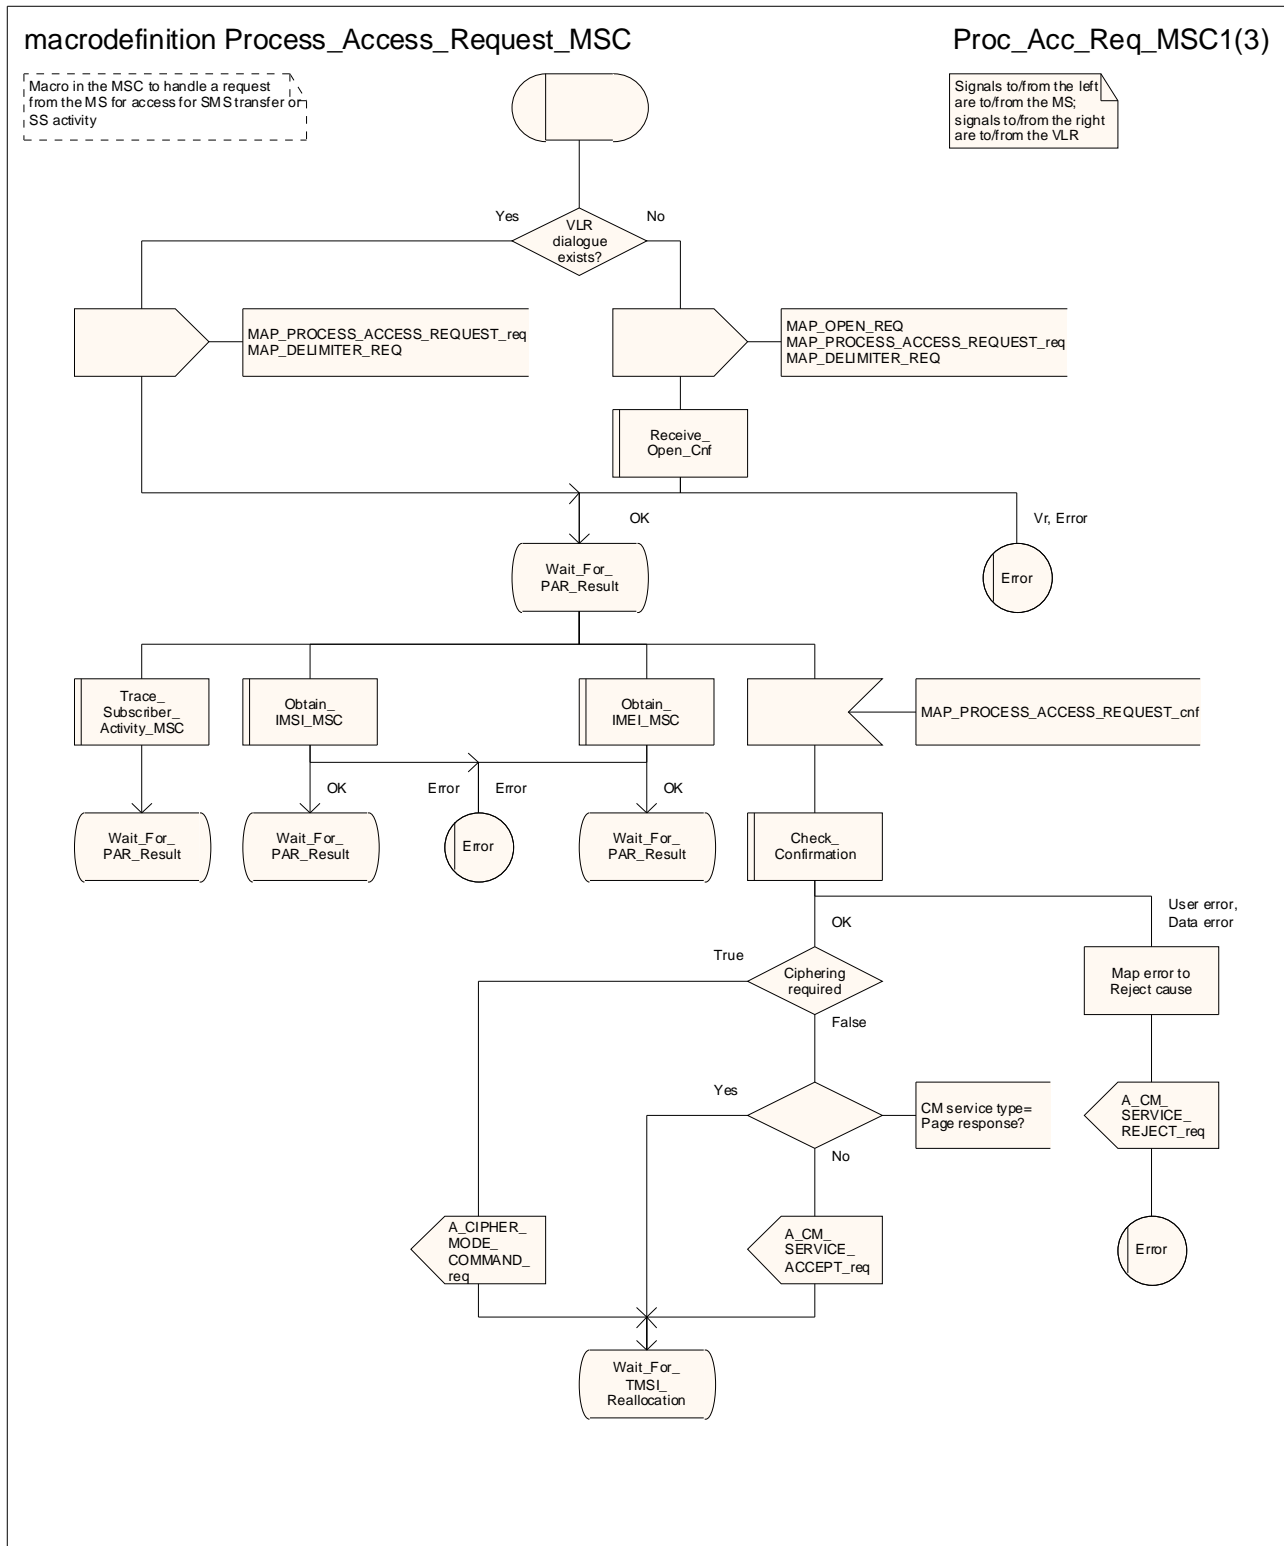 macrodefinition Process_Access_Request_MSC
Proc_Acc_Req_MSC1(3)
Macro in the MSC to handle a request
from the MS for access for SMS transfer or
SS activity
Signals to/from the left
are to/from the MS;
signals to/from the right
are to/from the VLR
Yes
No
VLR
dialogue
exists?
MAP_PROCESS_ACCESS_REQUEST_req
MAP_DELIMITER_REQ
MAP_OPEN_REQ
MAP_PROCESS_ACCESS_REQUEST_req
MAP_DELIMITER_REQ
Receive_
Open_Cnf
OK
Vr, Error
Wait_For_
PAR_Result
Error
Trace_
Subscriber_
Activity_MSC
Obtain_
IMSI_MSC
Obtain_
IMEI_MSC
MAP_PROCESS_ACCESS_REQUEST_cnf
OK
Error
Error
OK
Wait_For_
PAR_Result
Wait_For_
PAR_Result
Error
Wait_For_
PAR_Result
Check_
Confirmation
User error,
Data error
OK
True
Ciphering
required
Map error to
Reject cause
False
Yes
CM service type=
Page response?
A_CM_
SERVICE_
REJECT_req
No
A_CIPHER_
MODE_
COMMAND_
req
A_CM_
SERVICE_
ACCEPT_req
Error
Wait_For_
TMSI_
Reallocation